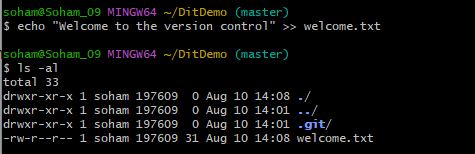 soham@Soham_09 MINGW64 ~/DitDemo (master)
$ echo "Welcome to the version control" >> welcome.txt
soham@Soham_09 MINGW64 ~/DitDemo (master)
$ ls -al
total 33
drwxr-xr-x 1 soham 197609  0 Aug 10 14:08 ./
drwxr-xr-x 1 soham 197609  0 Aug 10 14:01 ../
drwxr-xr-x 1 soham 197609  0 Aug 10 14:01 .git/
-rw-r--r-- 1 soham 197609 31 Aug 10 14:08 welcome.txt